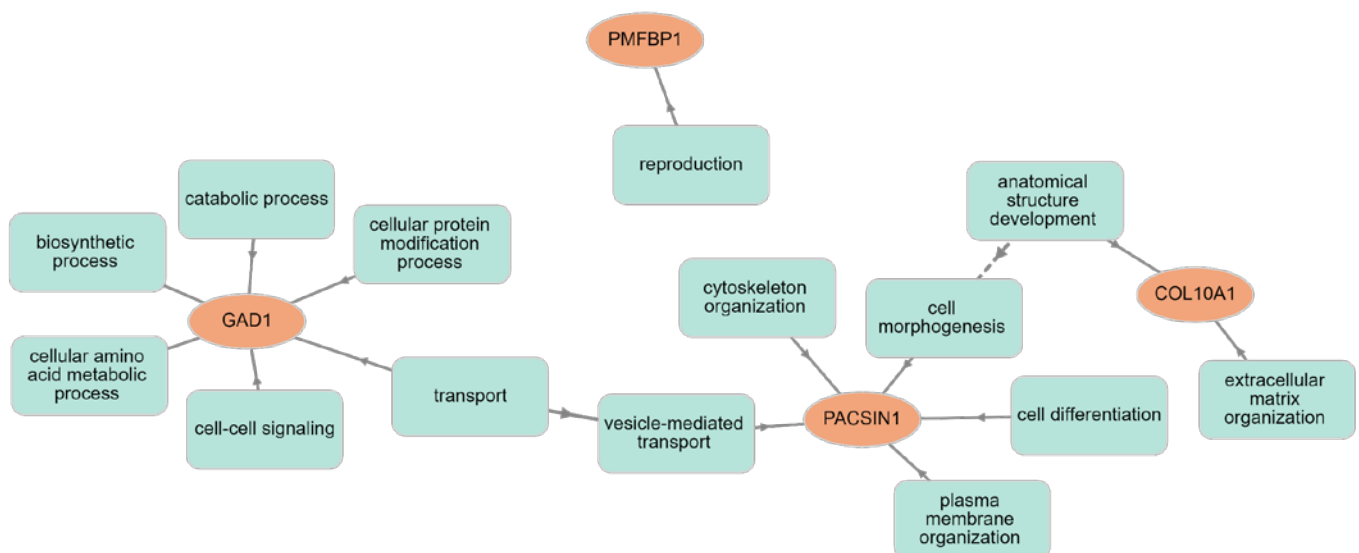 PMFBP1
reproduction
catabolic process
biosynthetic
process
cellular protein
modification
process
GAD1
cellular amino
acid metabolic
process
cell-cell signaling
transport
vesicle-mediated
transport
cytoskeleton
organization
anatomical
structure
development
cell
morphogenesis
COL10A1
extracellular
matrix
organization
PACSIN1
cell differentiation
plasma
membrane
organization